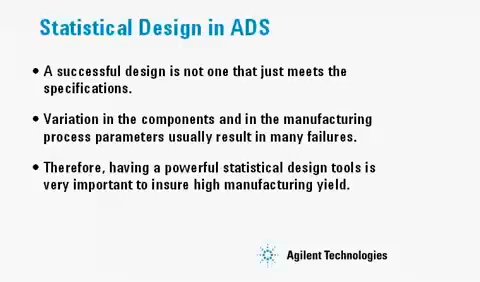 Statistical Design in ADS
• A successful design is not one that just meets the
specifications.
• Variation in the components and in the manufacturing
process parameters usually result in many failures.
• Therefore, having a powerful statistical design tools is
very important to insure high manufacturing yield.
Agilent Technologies